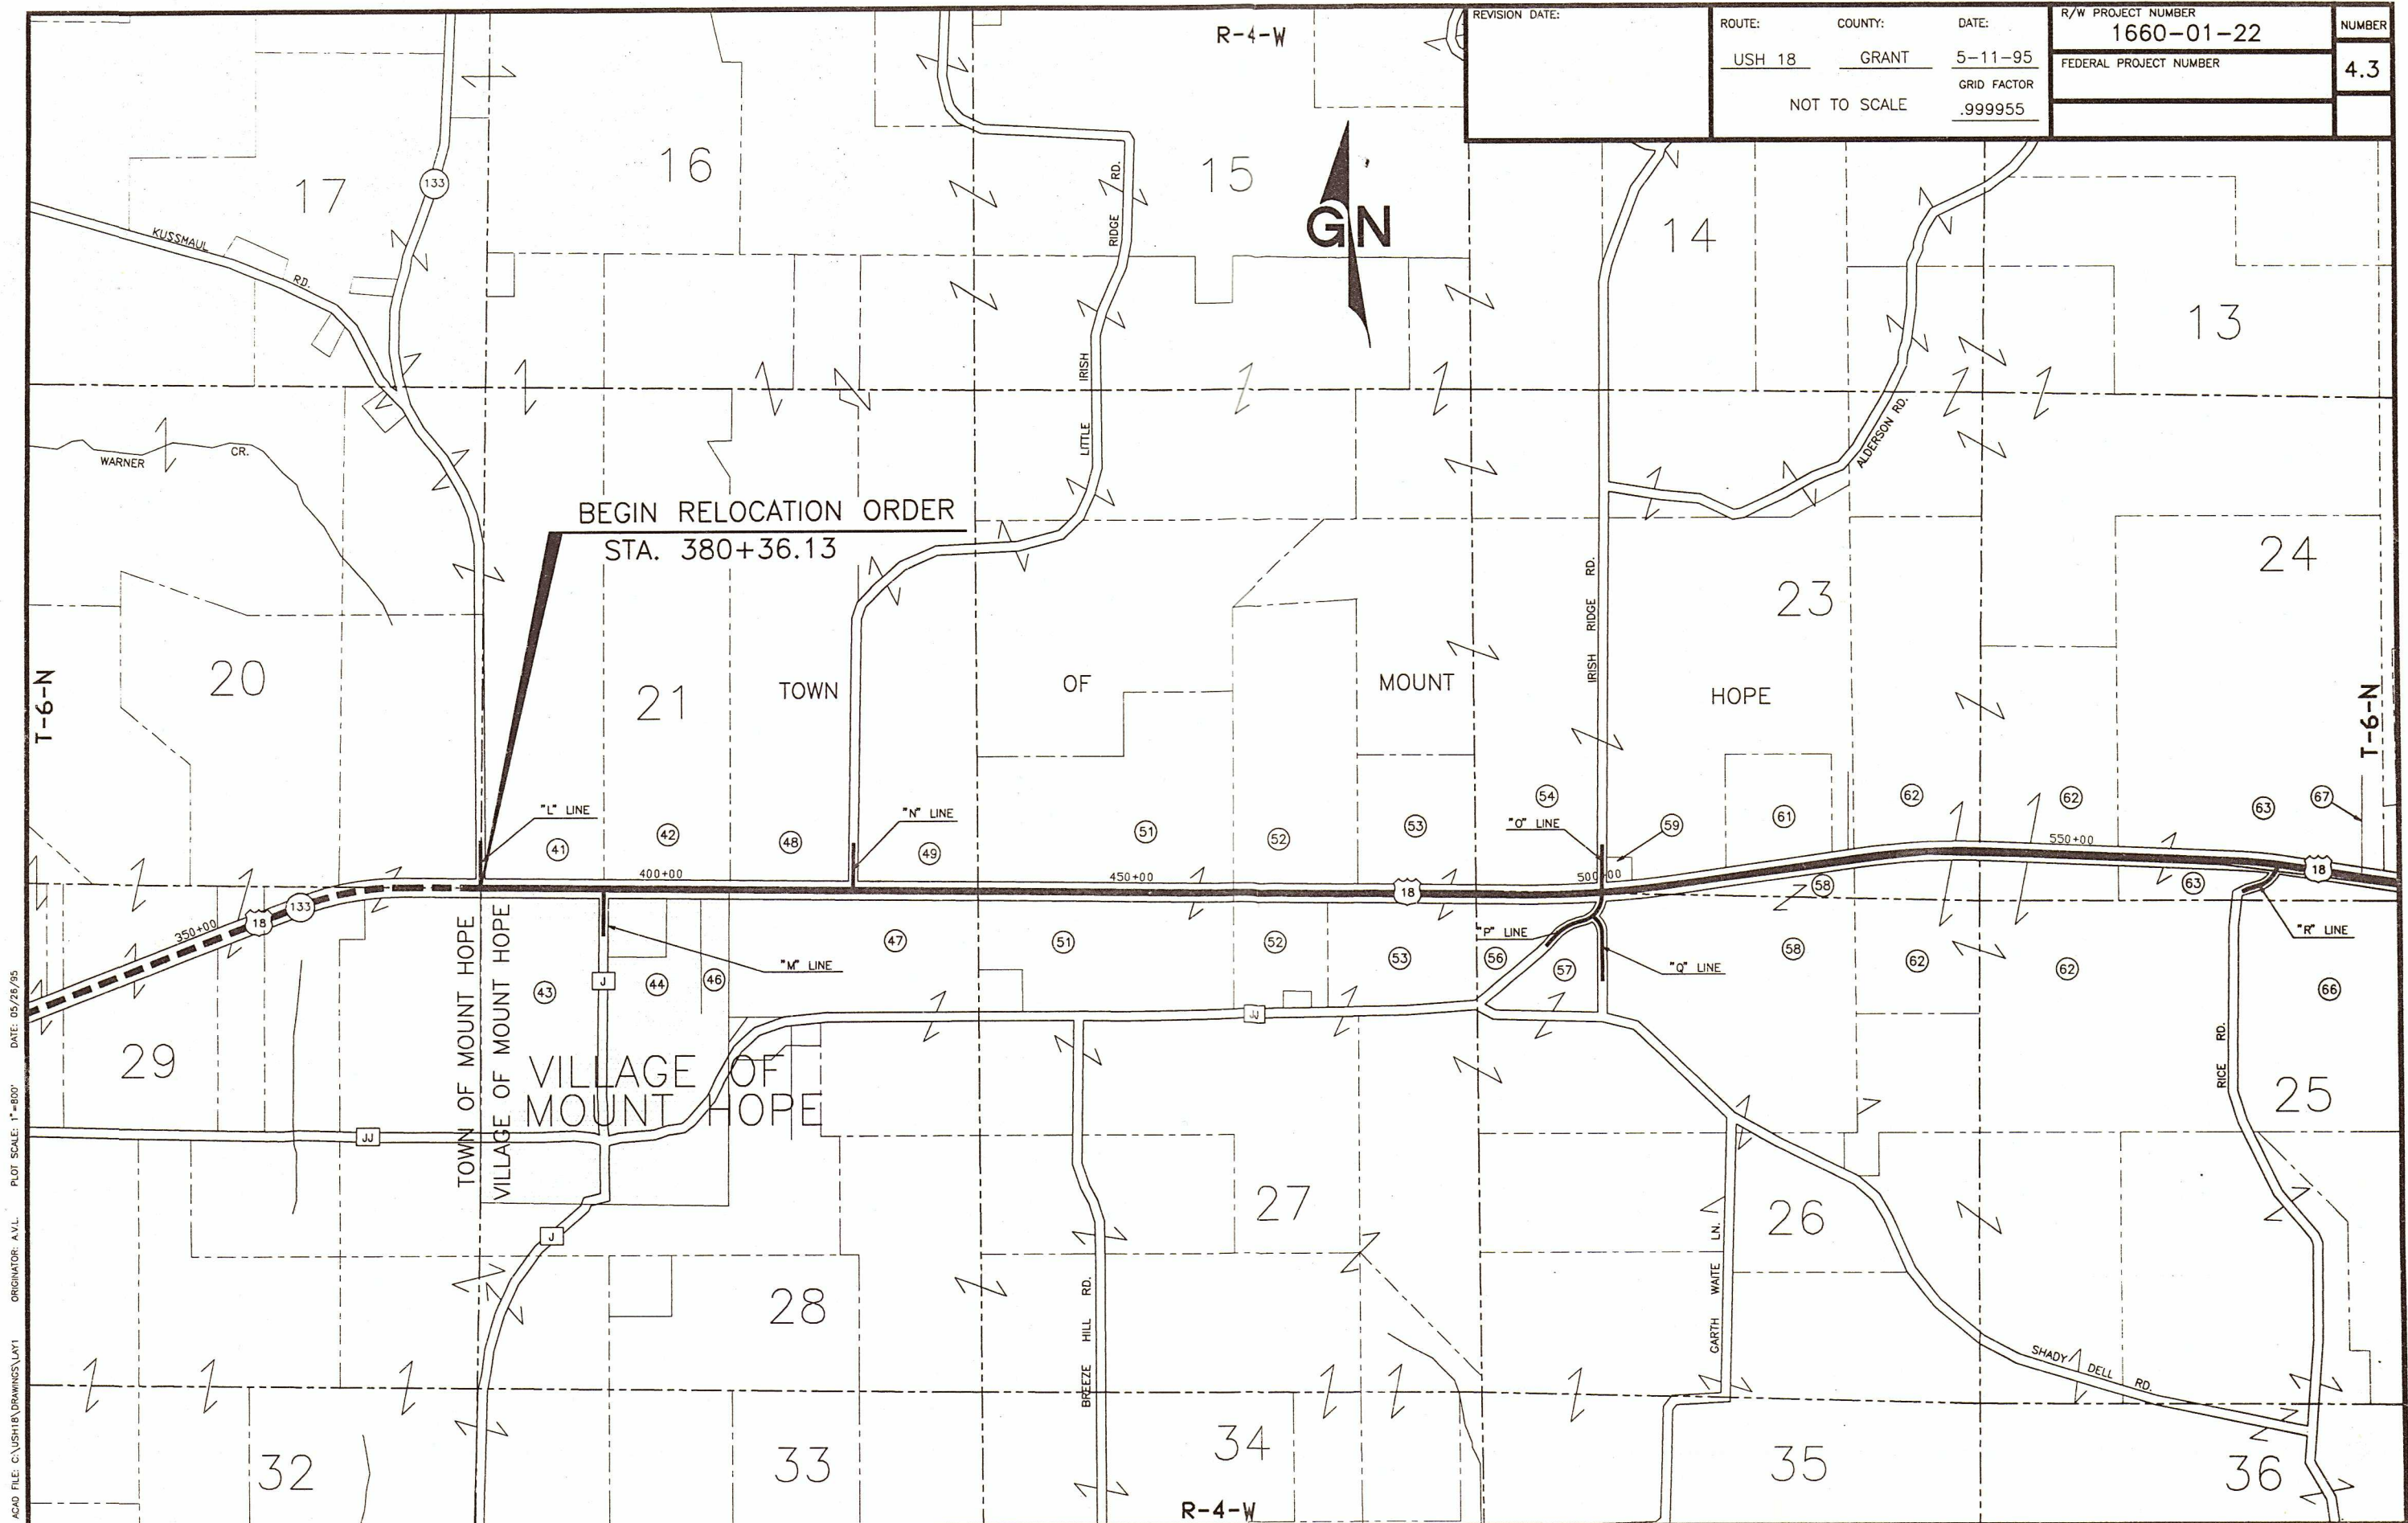 REVISION DATE:
ROUTE:
USH 18
COUNTY:
GRANT
DATE:
5-11-95
GRID FACTOR
.999955
NOT TO SCALE
R/W PROJECT NUMBER
1660-01-22
FEDERAL PROJECT NUMBER
NUMBER
4.3
R-4-W
17
133
16
15
14
13
GN
KUSSMAUL RD.
LITTLE IRISH RIDGE RD.
ALDERSON RD.
WARNER CR.
BEGIN RELOCATION ORDER
STA. 380+36.13
IRISH RIDGE RD.
T-6-N
20
21
TOWN OF MOUNT HOPE
23
24
T-6-N
"L" LINE
41
42
48
"N" LINE
49
51
52
53
54
"O" LINE
59
61
62
62
63
67
350+00
18
133
400+00
450+00
18
500+00
550+00
18
58
63
"R" LINE
43
J
44
46
"M" LINE
47
51
52
53
"P" LINE
56
57
"Q" LINE
58
62
62
66
TOWN OF MOUNT HOPE
VILLAGE OF MOUNT HOPE
29
VILLAGE OF
MOUNT HOPE
JJ
JJ
J
27
26
25
RICE RD.
28
BREEZE HILL RD.
GARTH WAITE LN.
SHADY DELL RD.
32
33
34
35
36
R-4-W
ACAD FILE: C:\USH18\DRAWINGS\LAY1 ORIGINATOR: A.V.L. PLOT SCALE: 1"=800' DATE: 05/26/95